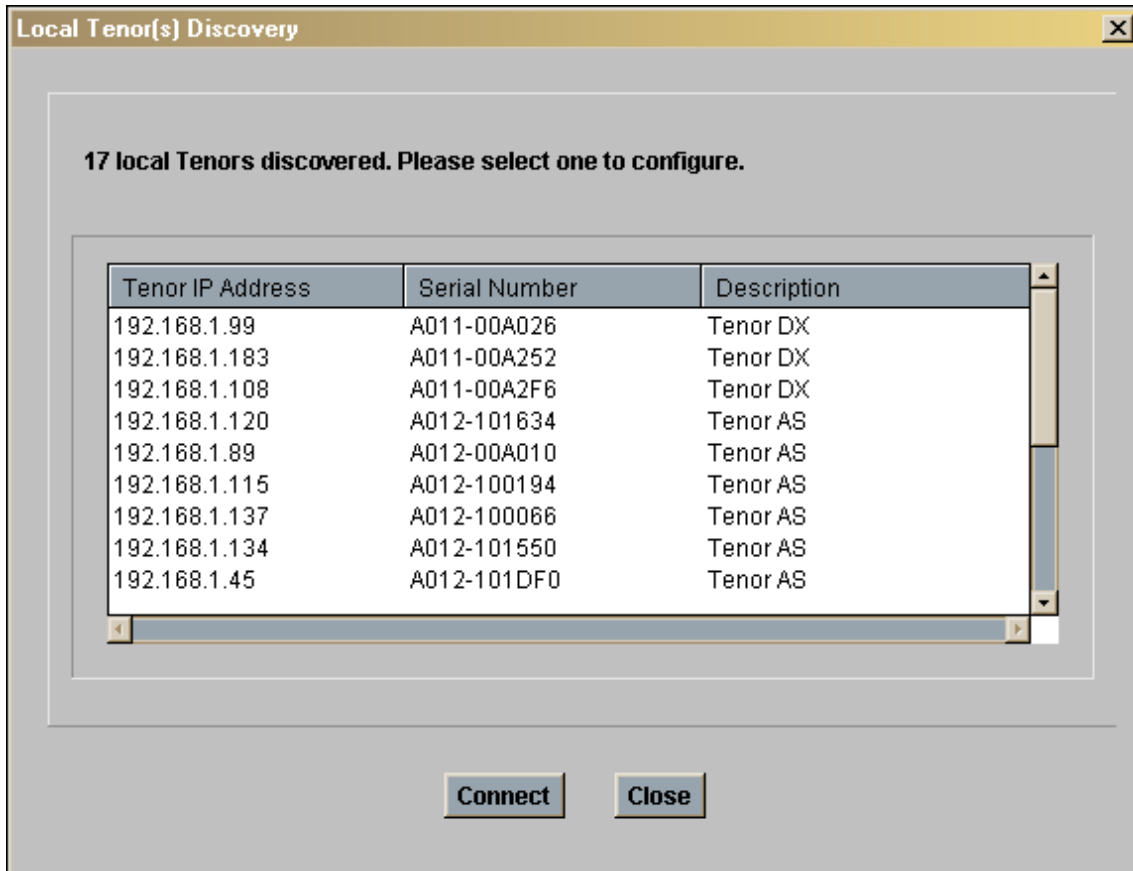 Local Tenor(s) Discovery
17 local Tenors discovered. Please select one to configure.
Tenor IP Address Serial Number Description
192.168.1.99 A011-00A026 Tenor DX
192.168.1.183 A011-00A252 Tenor DX
192.168.1.108 A011-00A2F6 Tenor DX
192.168.1.120 A012-101634 Tenor AS
192.168.1.89 A012-00A010 Tenor AS
192.168.1.115 A012-100194 Tenor AS
192.168.1.137 A012-100066 Tenor AS
192.168.1.134 A012-101550 Tenor AS
192.168.1.45 A012-101DF0 Tenor AS
Connect Close